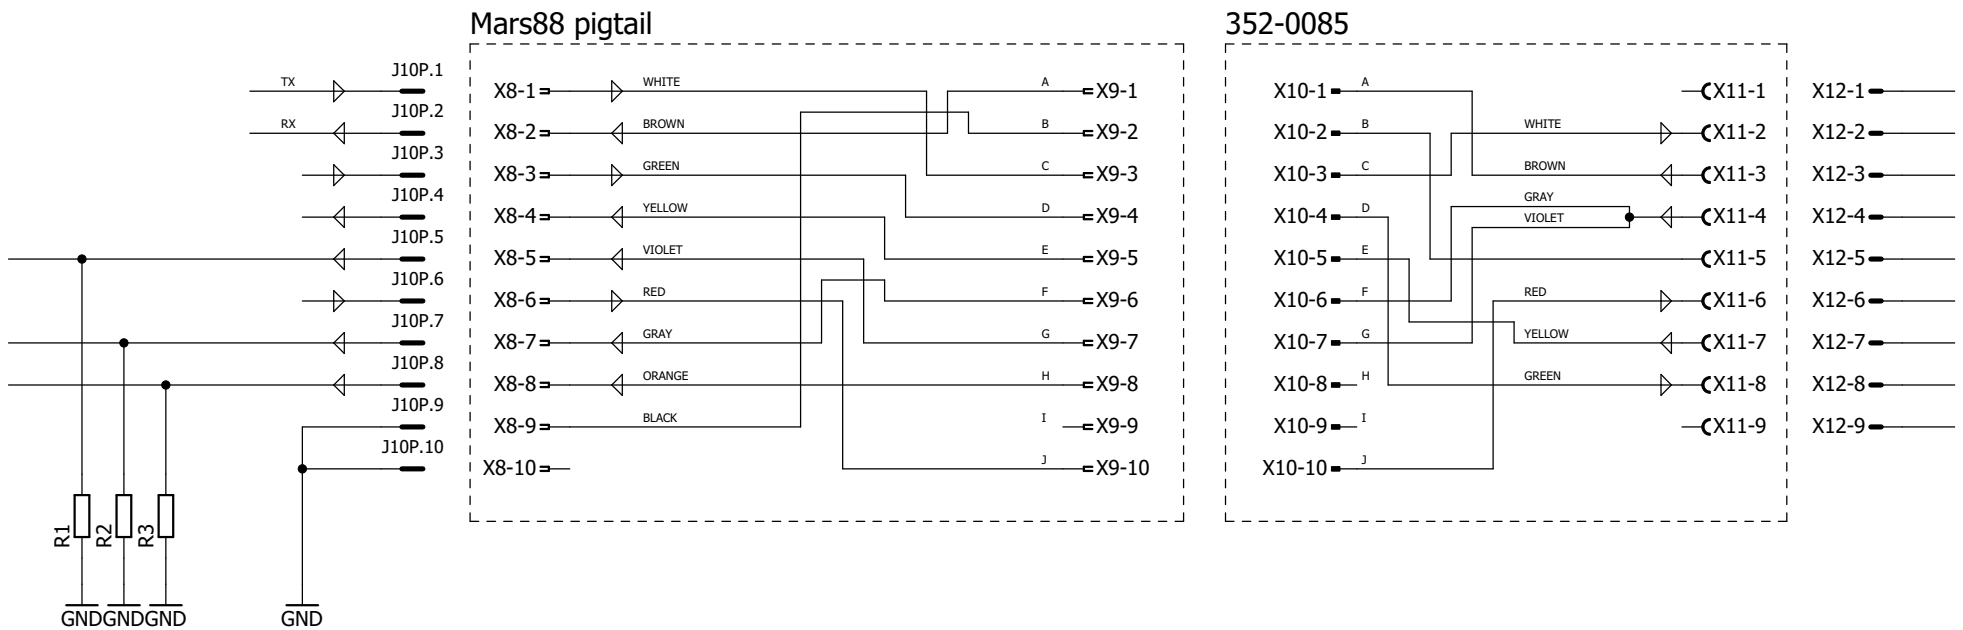 Mars88 pigtail 352-0085
J10P.1
TX X8-1 WHITE A X9-1 X10-1 A X11-1 X12-1
J10P.2
RX X8-2 BROWN B X9-2 X10-2 B WHITE X11-2 X12-2
J10P.3
X8-3 GREEN C X9-3 X10-3 C BROWN X11-3 X12-3
J10P.4
GRAY
X8-4 YELLOW D X9-4 X10-4 D VIOLET X11-4 X12-4
J10P.5
X8-5 VIOLET E X9-5 X10-5 E X11-5 X12-5
J10P.6
X8-6 RED F X9-6 X10-6 F RED X11-6 X12-6
J10P.7
X8-7 GRAY G X9-7 X10-7 G YELLOW X11-7 X12-7
J10P.8
X8-8 ORANGE H X9-8 X10-8 H GREEN X11-8 X12-8
J10P.9
X8-9 BLACK I X9-9 X10-9 I X11-9 X12-9
J10P.10
X8-10 J X9-10 X10-10 J
R1 R2 R3
GND GND GND GND